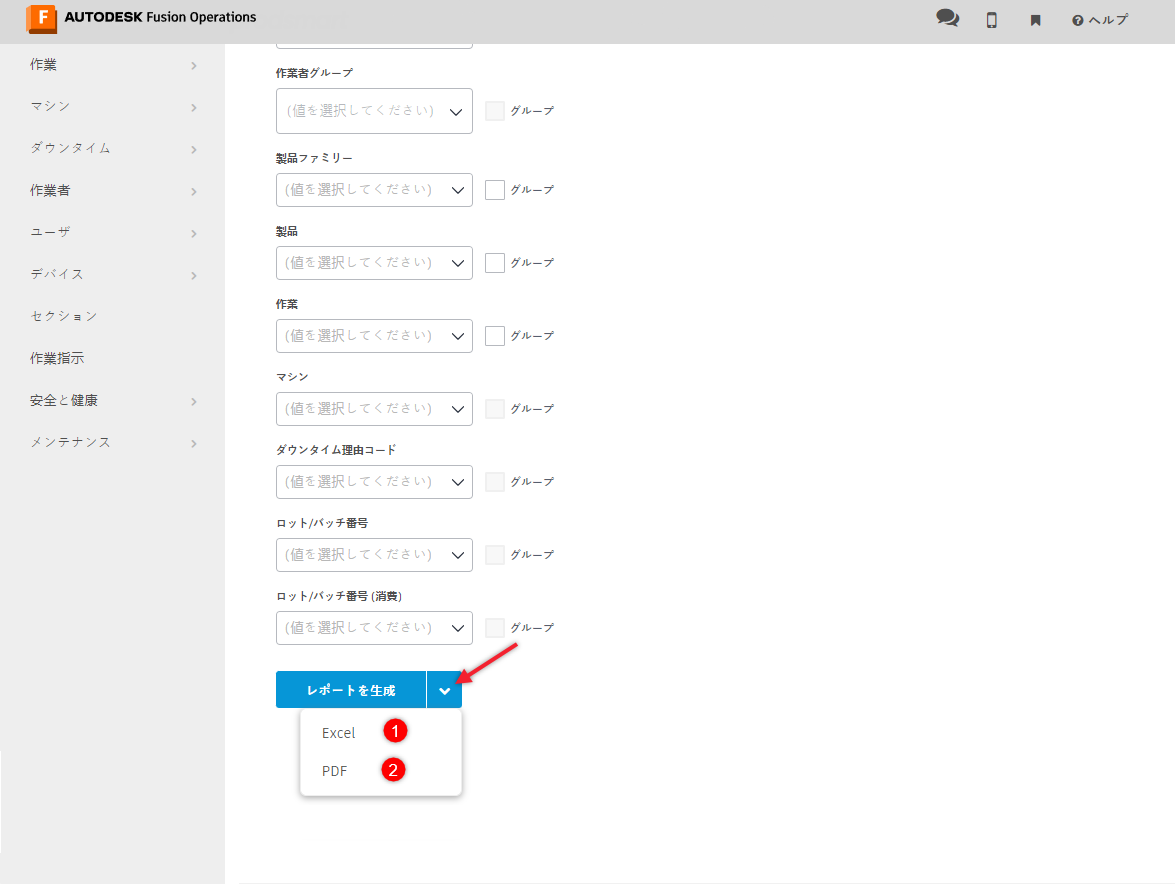 F AUTODESK Fusion Operations
ヘルプ
作業
マシン
ダウンタイム
作業者
ユーザ
デバイス
セクション
作業指示
安全と健康
メンテナンス
作業者グループ
(値を選択してください) グループ
製品ファミリー
(値を選択してください) グループ
製品
(値を選択してください) グループ
作業
(値を選択してください) グループ
マシン
(値を選択してください) グループ
ダウンタイム理由コード
(値を選択してください) グループ
ロット/バッチ番号
(値を選択してください) グループ
ロット/バッチ番号 (消費)
(値を選択してください) グループ
レポートを生成
Excel 1
PDF 2